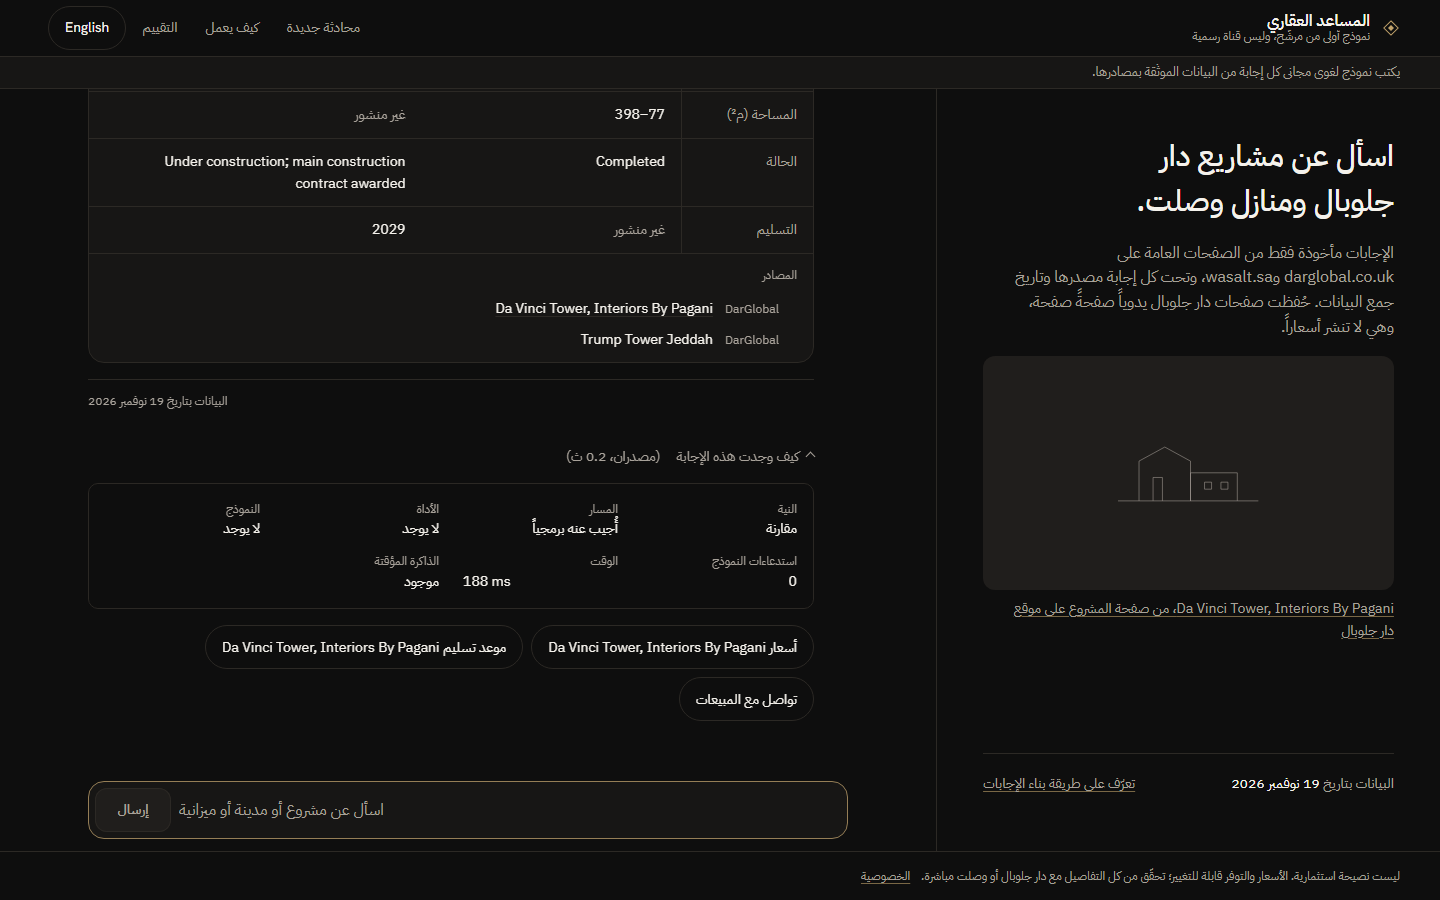 المساعد العقاري
نموذج أولي من مرشّح، وليس قناة رسمية
محادثة جديدة
كيف يعمل
التقييم
English
يكتب نموذج لغوي مجاني كل إجابة من البيانات الموثّقة بمصادرها.
اسأل عن مشاريع دار
جلوبال ومنازل وصلت.
الإجابات مأخوذة فقط من الصفحات العامة على
darglobal.co.uk وwasalt.sa، وتحت كل إجابة مصدرها وتاريخ
جمع البيانات. حُفظت صفحات دار جلوبال يدوياً صفحةً صفحة،
وهي لا تنشر أسعاراً.
Da Vinci Tower, Interiors By Pagani، من صفحة المشروع على موقع
دار جلوبال
البيانات بتاريخ 19 نوفمبر 2026
تعرّف على طريقة بناء الإجابات
المساحة (م²)
77–398
غير منشور
الحالة
Completed
Under construction; main construction
contract awarded
التسليم
غير منشور
2029
المصادر
DarGlobal Da Vinci Tower, Interiors By Pagani
DarGlobal Trump Tower Jeddah
البيانات بتاريخ 19 نوفمبر 2026
كيف وجدت هذه الإجابة (مصدران، 0.2 ث)
النية
مقارنة
المسار
أُجيب عنه برمجياً
الأداة
لا يوجد
النموذج
لا يوجد
استدعاءات النموذج
0
الوقت
188 ms
الذاكرة المؤقتة
موجود
أسعار Da Vinci Tower, Interiors By Pagani
موعد تسليم Da Vinci Tower, Interiors By Pagani
تواصل مع المبيعات
اسأل عن مشروع أو مدينة أو ميزانية
إرسال
ليست نصيحة استثمارية. الأسعار والتوفر قابلة للتغيير؛ تحقّق من كل التفاصيل مع دار جلوبال أو وصلت مباشرة.
الخصوصية